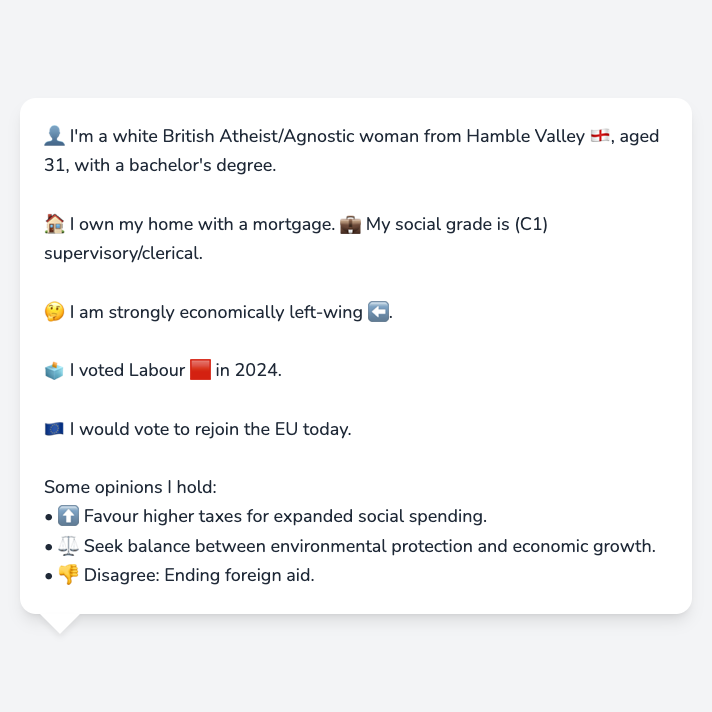 👤 I'm a white British Atheist/Agnostic woman from Hamble Valley 🏴󠁧󠁢󠁥󠁮󠁧󠁿, aged
31, with a bachelor's degree.
🏠 I own my home with a mortgage. 💼 My social grade is (C1)
supervisory/clerical.
🤔 I am strongly economically left-wing ⬅️.
🗳️ I voted Labour 🟥 in 2024.
🇪🇺 I would vote to rejoin the EU today.
Some opinions I hold:
• ⬆️ Favour higher taxes for expanded social spending.
• ⚖️ Seek balance between environmental protection and economic growth.
• 👎 Disagree: Ending foreign aid.